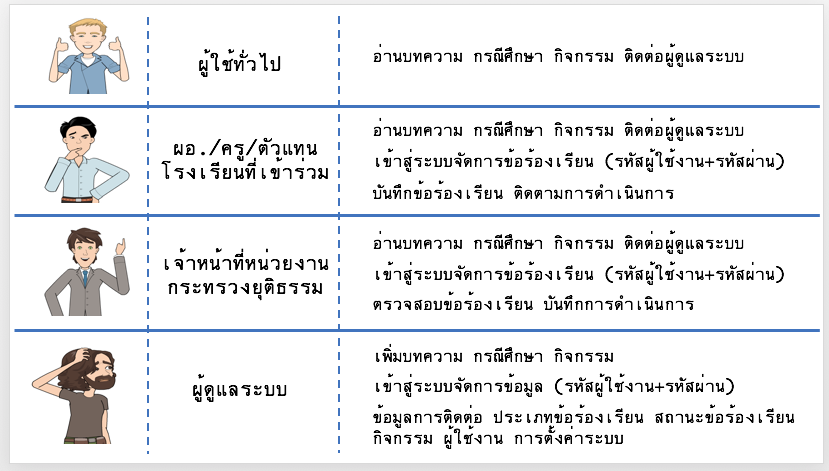 ผู้ใช้ทั่วไป
อ่านบทความ กรณีศึกษา กิจกรรม ติดต่อผู้ดูแลระบบ
ผอ./ครู/ตัวแทน
โรงเรียนที่เข้าร่วม
อ่านบทความ กรณีศึกษา กิจกรรม ติดต่อผู้ดูแลระบบ
เข้าสู่ระบบจัดการข้อร้องเรียน (รหัสผู้ใช้งาน+รหัสผ่าน)
บันทึกข้อร้องเรียน ติดตามการดำเนินการ
เจ้าหน้าที่หน่วยงาน
กระทรวงยุติธรรม
อ่านบทความ กรณีศึกษา กิจกรรม ติดต่อผู้ดูแลระบบ
เข้าสู่ระบบจัดการข้อร้องเรียน (รหัสผู้ใช้งาน+รหัสผ่าน)
ตรวจสอบข้อร้องเรียน บันทึกการดำเนินการ
ผู้ดูแลระบบ
เพิ่มบทความ กรณีศึกษา กิจกรรม
เข้าสู่ระบบจัดการข้อมูล (รหัสผู้ใช้งาน+รหัสผ่าน)
ข้อมูลการติดต่อ ประเภทข้อร้องเรียน สถานะข้อร้องเรียน
กิจกรรม ผู้ใช้งาน การตั้งค่าระบบ